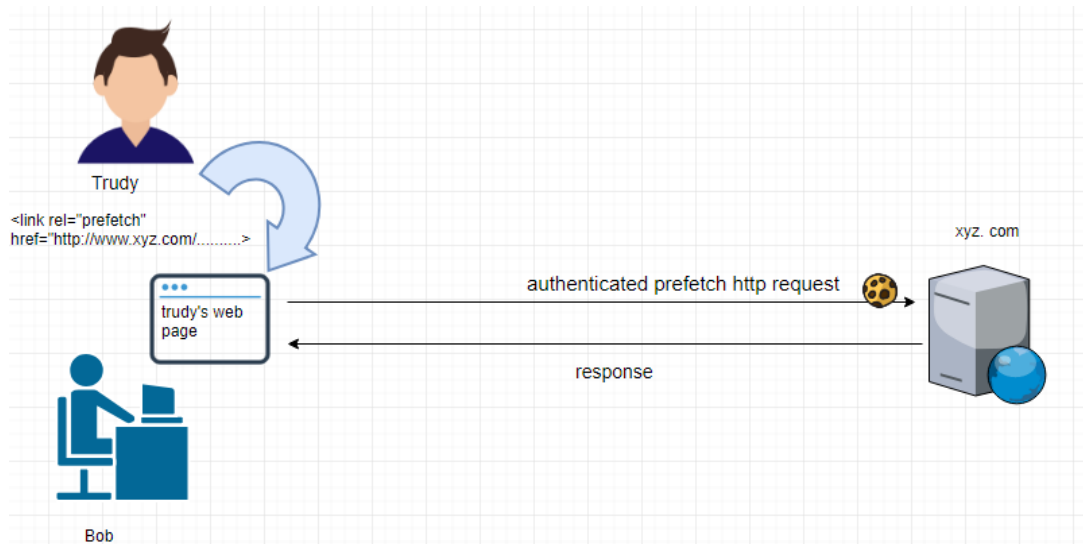 Trudy
<link rel="prefetch"
href="http://www.xyz.com/..........>
xyz. com
authenticated prefetch http request
trudy's web
page
response
Bob